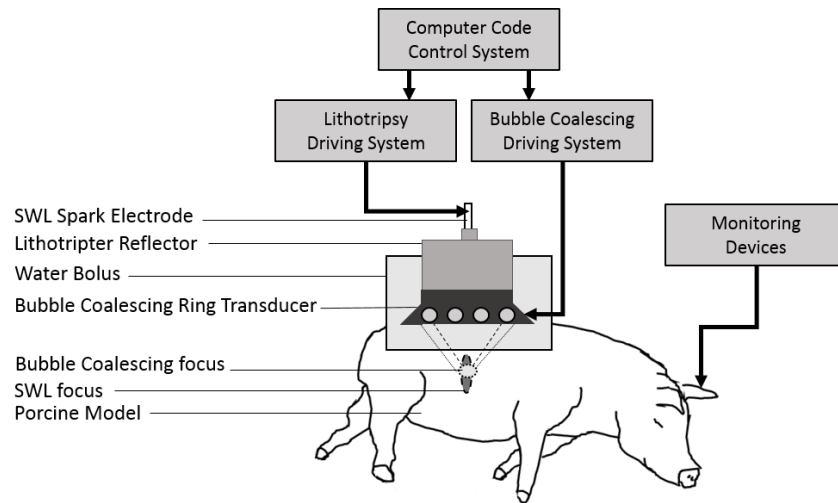 Computer Code
Control System
Lithotripsy
Driving System
Bubble Coalescing
Driving System
SWL Spark Electrode
Lithotripter Reflector
Water Bolus
Bubble Coalescing Ring Transducer
Bubble Coalescing focus
SWL focus
Porcine Model
Monitoring
Devices